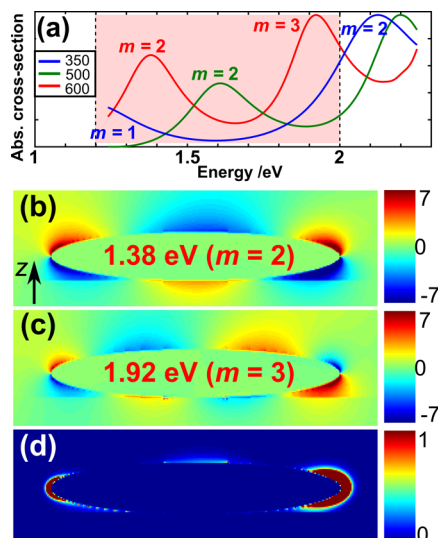 (a)
m = 3
m = 2
m = 2
m = 2
350
500
600
m = 1
Abs. cross-section
1
1.5
2
Energy /eV
(b)
7
1.38 eV (m = 2)
0
z
-7
(c)
7
1.92 eV (m = 3)
0
-7
(d)
1
0